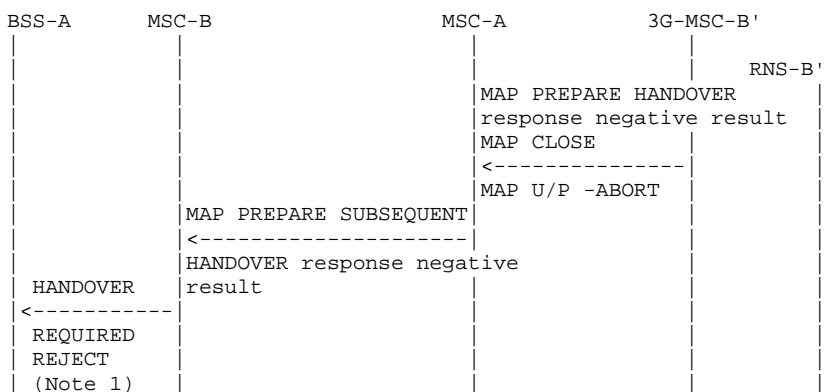 BSS-A MSC-B MSC-A 3G-MSC-B'
RNS-B'
MAP PREPARE HANDOVER
response negative result
MAP CLOSE
MAP U/P -ABORT
MAP PREPARE SUBSEQUENT
HANDOVER response negative
HANDOVER result
REQUIRED
REJECT
(Note 1)